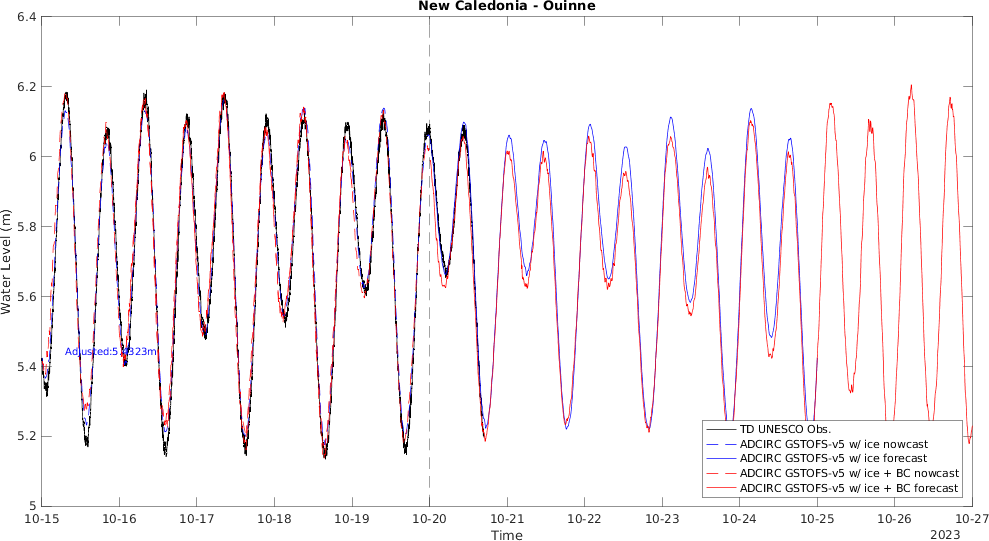 New Caledonia - Ouinne
6.4
6.2
6
5.8
5.6
5.4
5.2
5
Water Level (m)
Adjusted:5.4323m
TD UNESCO Obs.
ADCIRC GSTOFS-v5 w/ ice nowcast
ADCIRC GSTOFS-v5 w/ ice forecast
ADCIRC GSTOFS-v5 w/ ice + BC nowcast
ADCIRC GSTOFS-v5 w/ ice + BC forecast
10-15 10-16 10-17 10-18 10-19 10-20 10-21 10-22 10-23 10-24 10-25 10-26 10-27
Time
2023